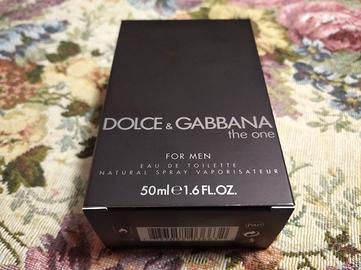 DOLCE & GABBANA
the one
FOR MEN
EAU DE TOILETTE
NATURAL SPRAY VAPORISATEUR
50ml ℮ 1.6 FL.OZ.